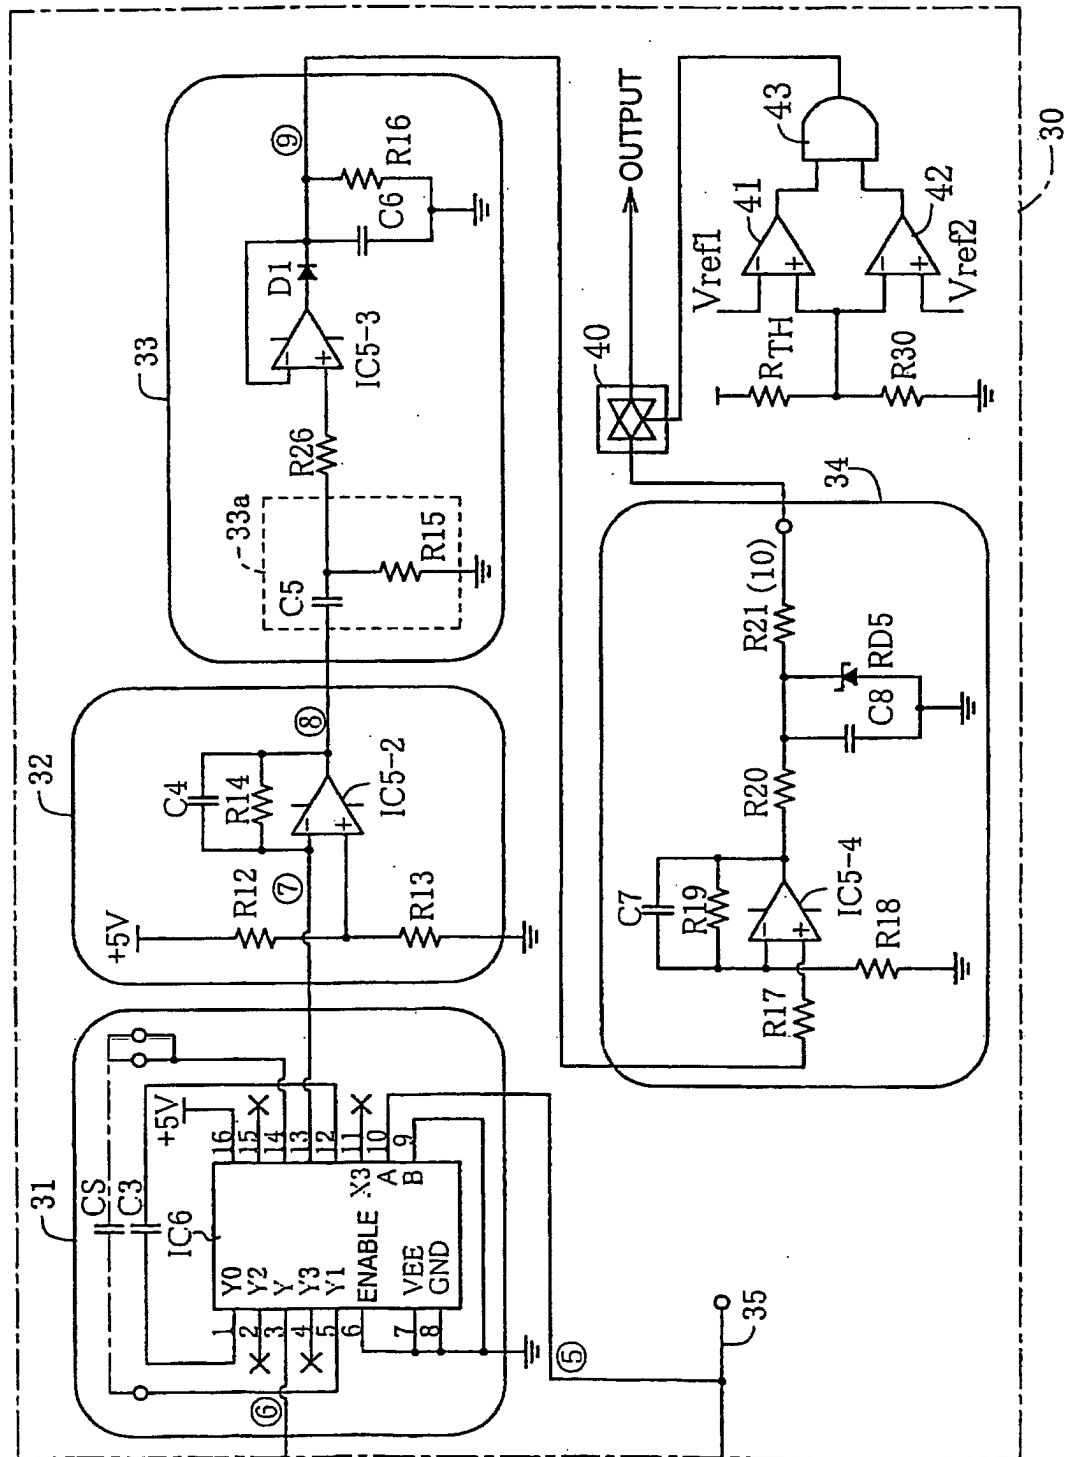 31
CS
C3
+5V
IC6
16
15
14
13
12
11
10
9
X3
A
B
Y0
Y2
Y
Y3
Y1
ENABLE
VEE
GND
1
2
3
4
5
6
7
8
⑥
⑤
35
32
+5V
R12
R13
⑦
C4
R14
IC5-2
⑧
33
33a
C5
R15
R26
IC5-3
D1
C6
R16
⑨
34
R17
R18
C7
R19
IC5-4
R20
C8
RD5
R21
(10)
40
OUTPUT
RTH
R30
Vref1
Vref2
41
42
43
30
−
+
−
+
−
+
−
+
−
+